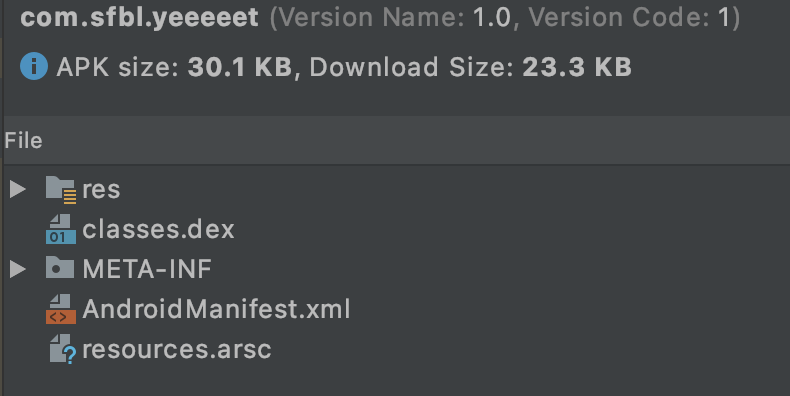 com.sfbl.yeeeeet (Version Name: 1.0, Version Code: 1)
APK size: 30.1 KB, Download Size: 23.3 KB
File
res
classes.dex
META-INF
AndroidManifest.xml
resources.arsc